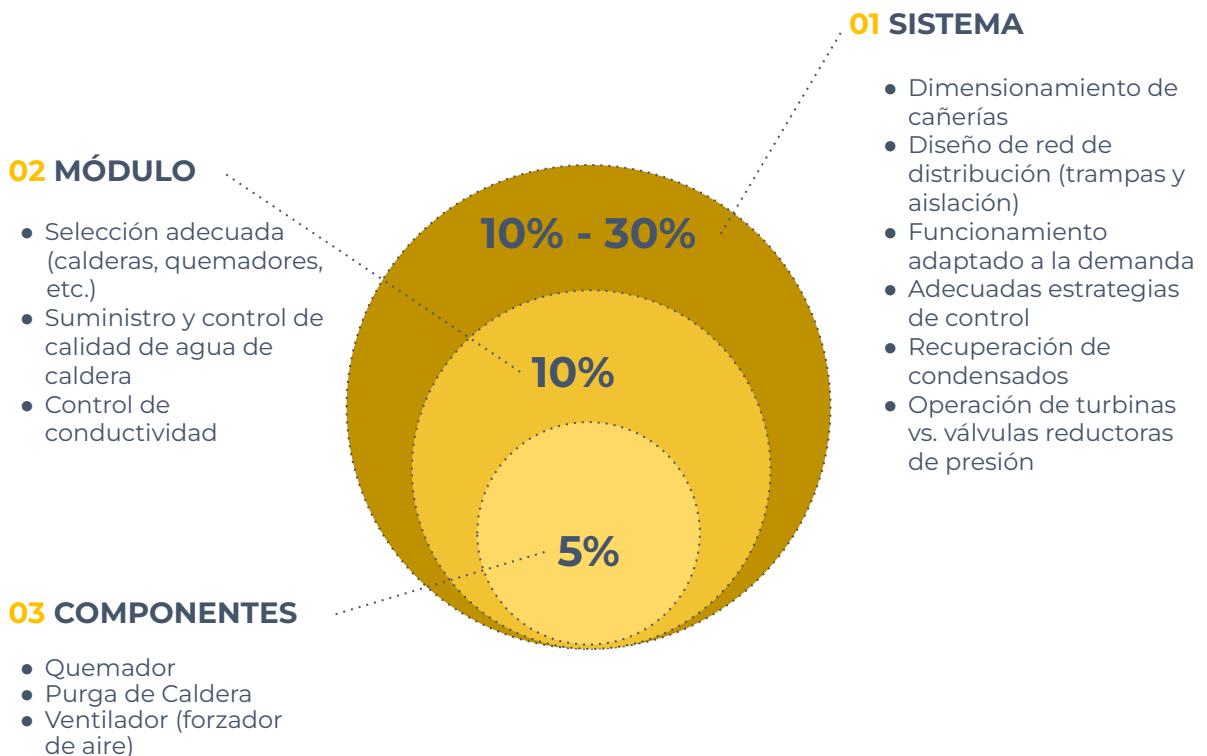 01 SISTEMA
● Dimensionamiento de
cañerías
● Diseño de red de
distribución (trampas y
aislación)
● Funcionamiento
adaptado a la demanda
● Adecuadas estrategias
de control
● Recuperación de
condensados
● Operación de turbinas
vs. válvulas reductoras
de presión
02 MÓDULO
● Selección adecuada
(calderas, quemadores,
etc.)
● Suministro y control de
calidad de agua de
caldera
● Control de
conductividad
10% - 30%
10%
5%
03 COMPONENTES
● Quemador
● Purga de Caldera
● Ventilador (forzador
de aire)